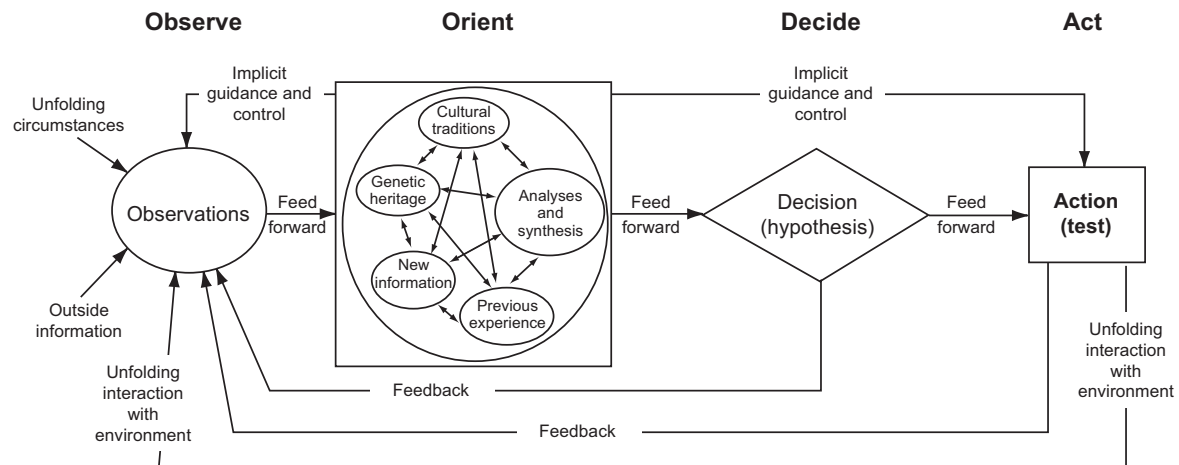 Observe
Orient
Decide
Act
Implicit
guidance and
control
Implicit
guidance and
control
Unfolding
circumstances
Observations
Feed
forward
Cultural
traditions
Genetic
heritage
Analyses
and
synthesis
New
information
Previous
experience
Feed
forward
Decision
(hypothesis)
Feed
forward
Action
(test)
Outside
information
Unfolding
interaction
with
environment
Feedback
Feedback
Unfolding
interaction
with
environment